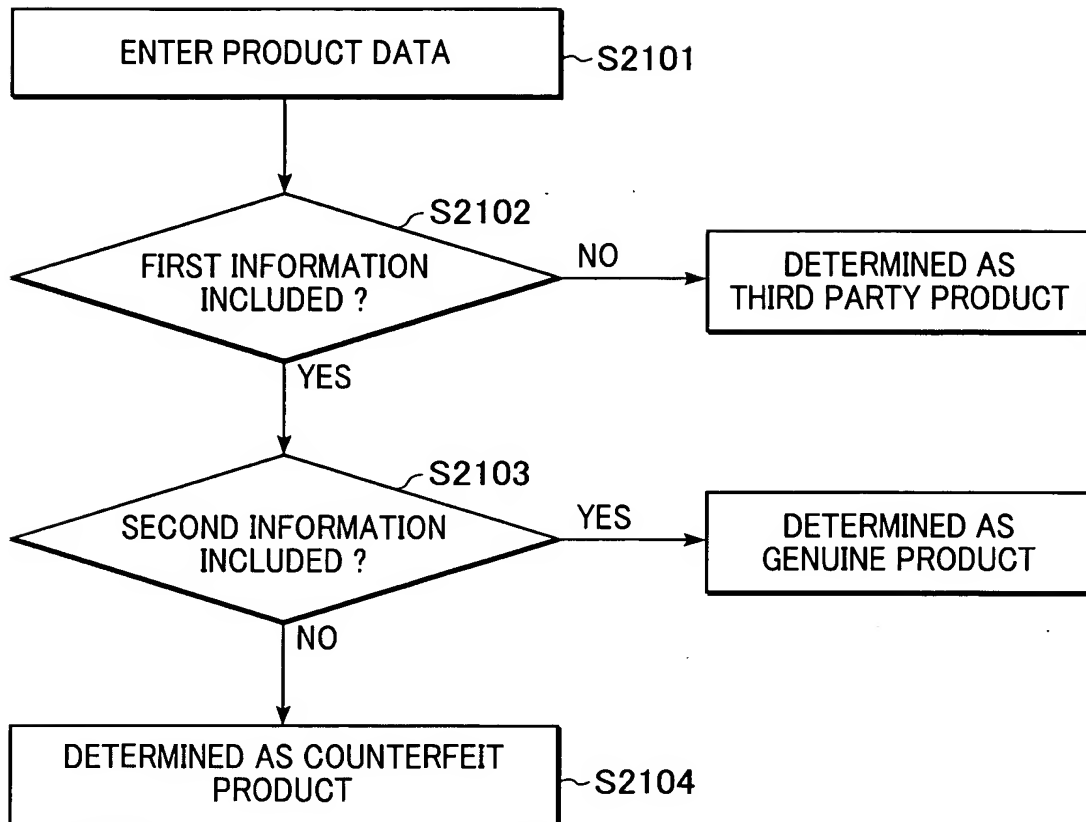 ENTER PRODUCT DATA
S2101
S2102
FIRST INFORMATION
INCLUDED ?
NO
DETERMINED AS
THIRD PARTY PRODUCT
YES
S2103
SECOND INFORMATION
INCLUDED ?
YES
DETERMINED AS
GENUINE PRODUCT
NO
DETERMINED AS COUNTERFEIT
PRODUCT
S2104